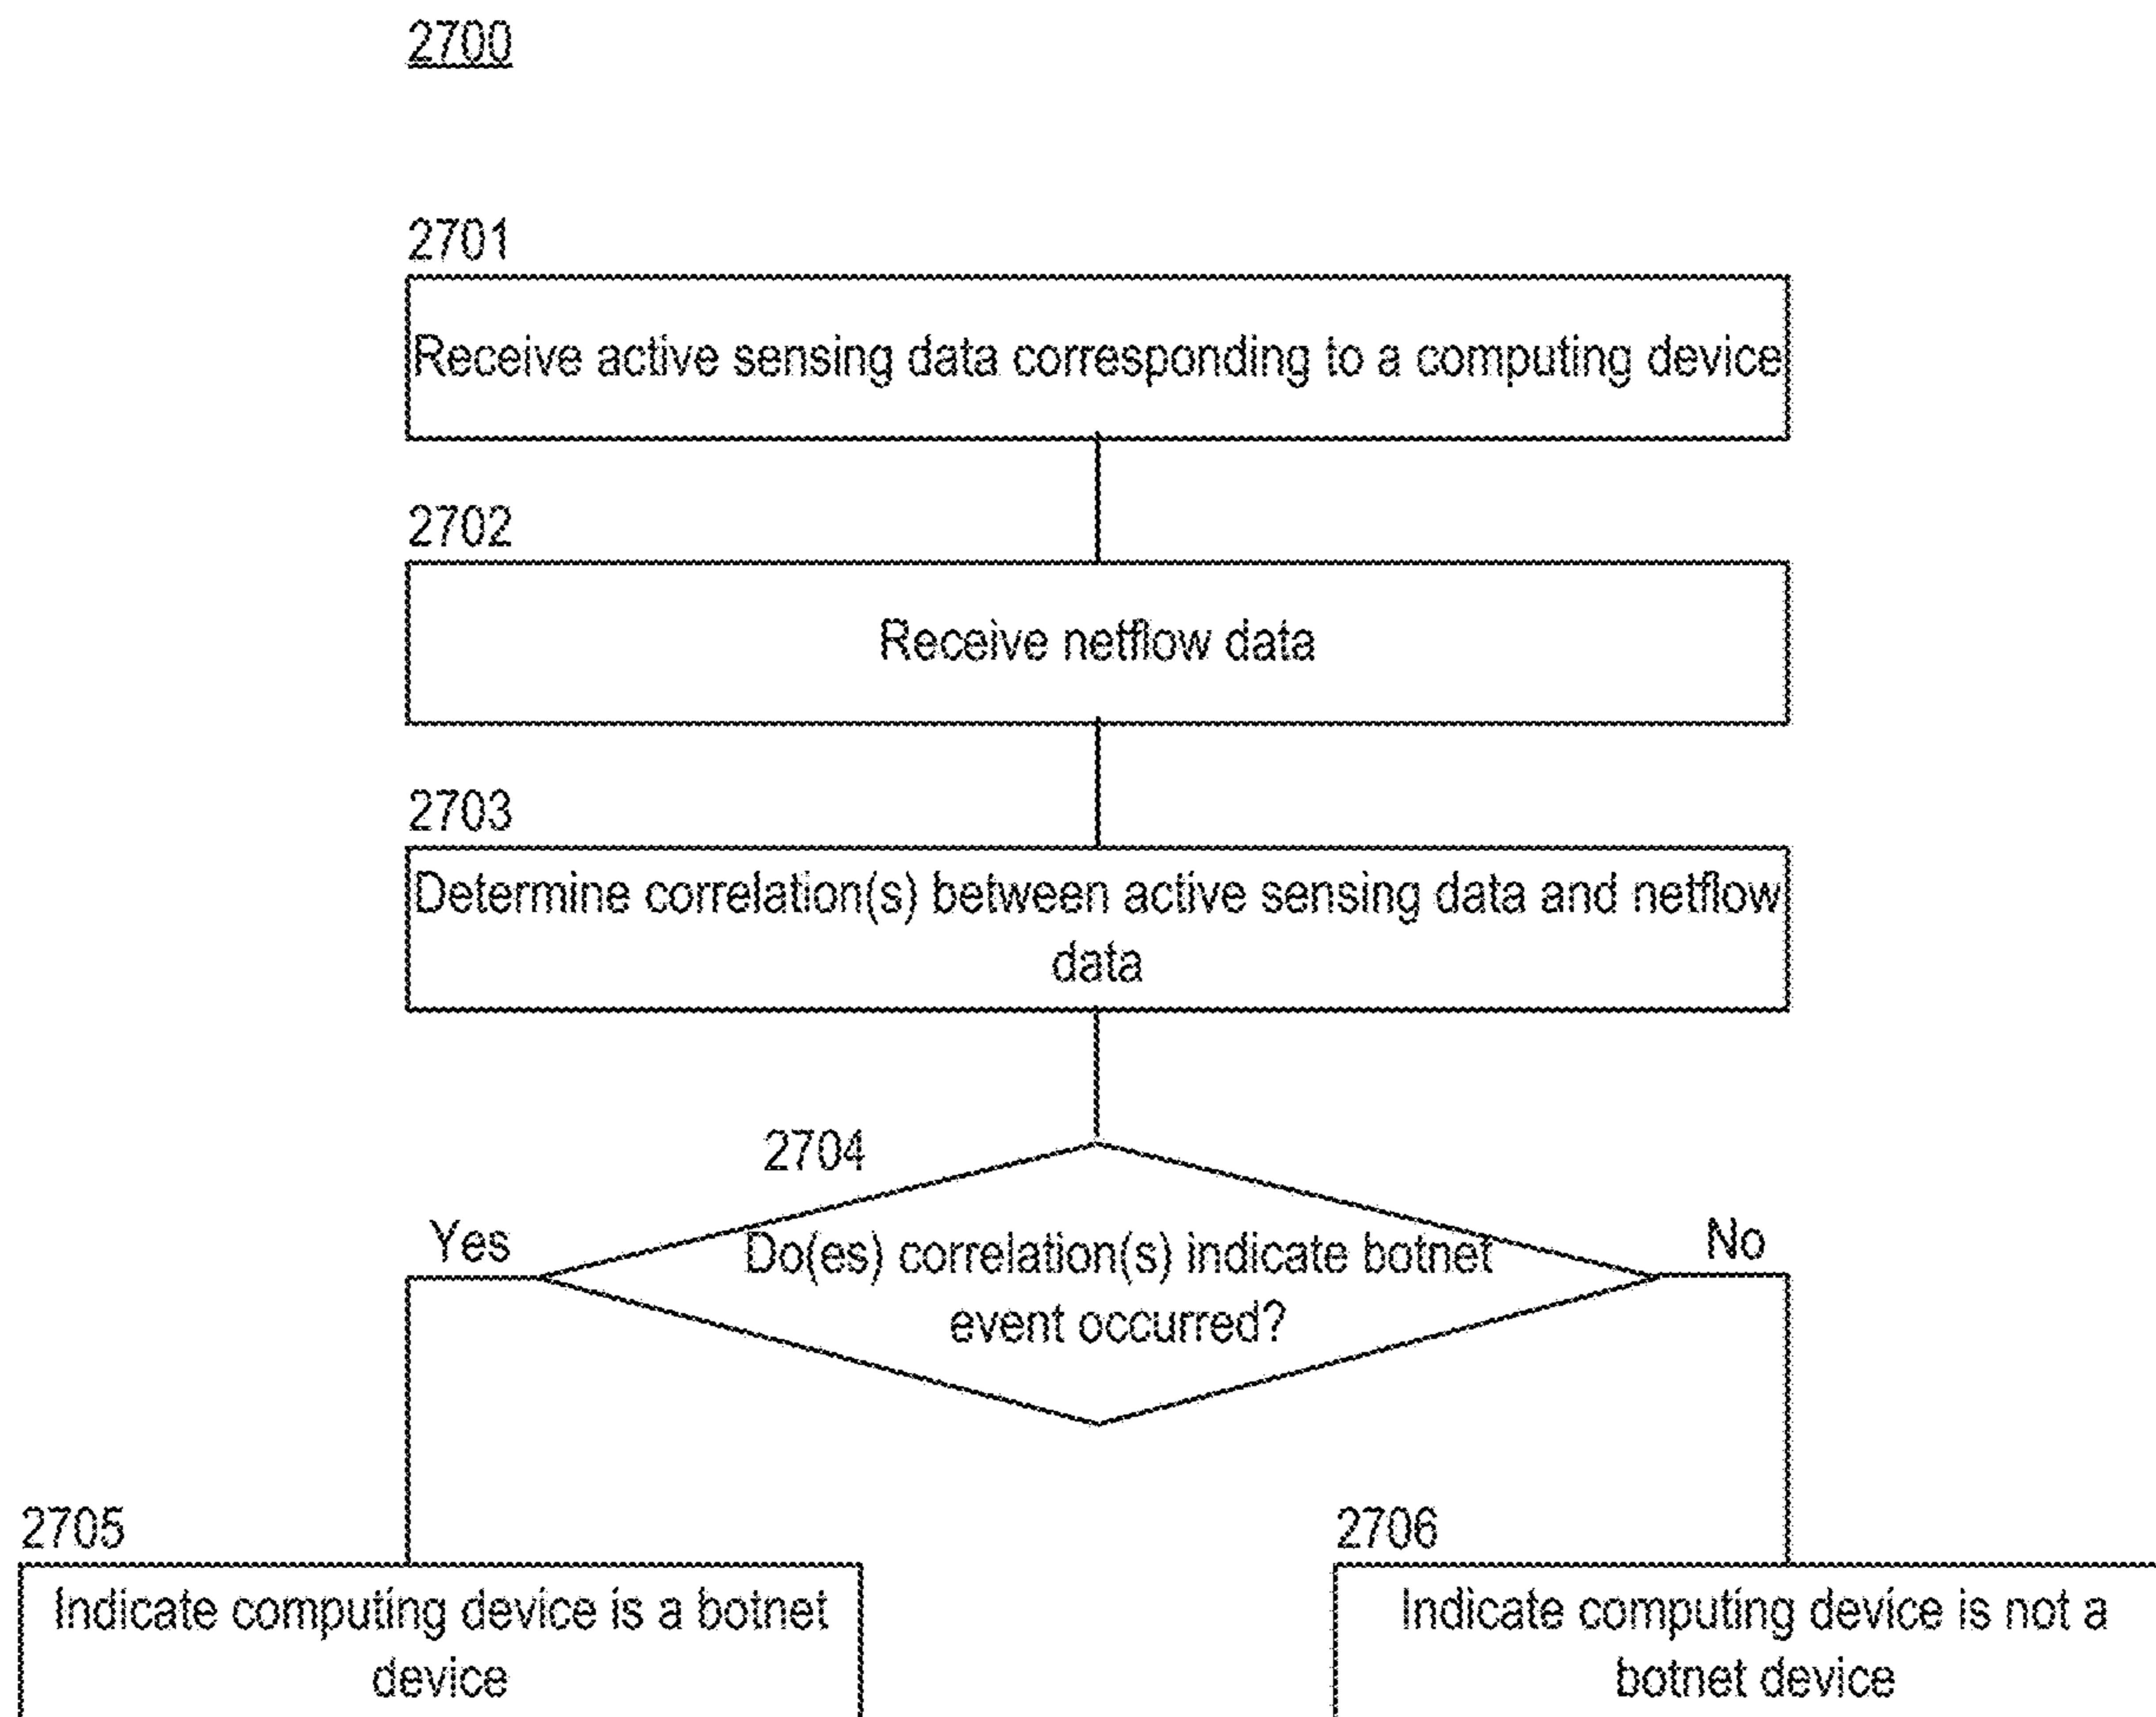 2700
2701
Receive active sensing data corresponding to a computing device
2702
Receive netflow data
2703
Determine correlation(s) between active sensing data and netflow
data
2704
Yes
No
Do(es) correlation(s) indicate botnet
event occurred?
2705
Indicate computing device is a botnet
device
2706
Indicate computing device is not a
botnet device